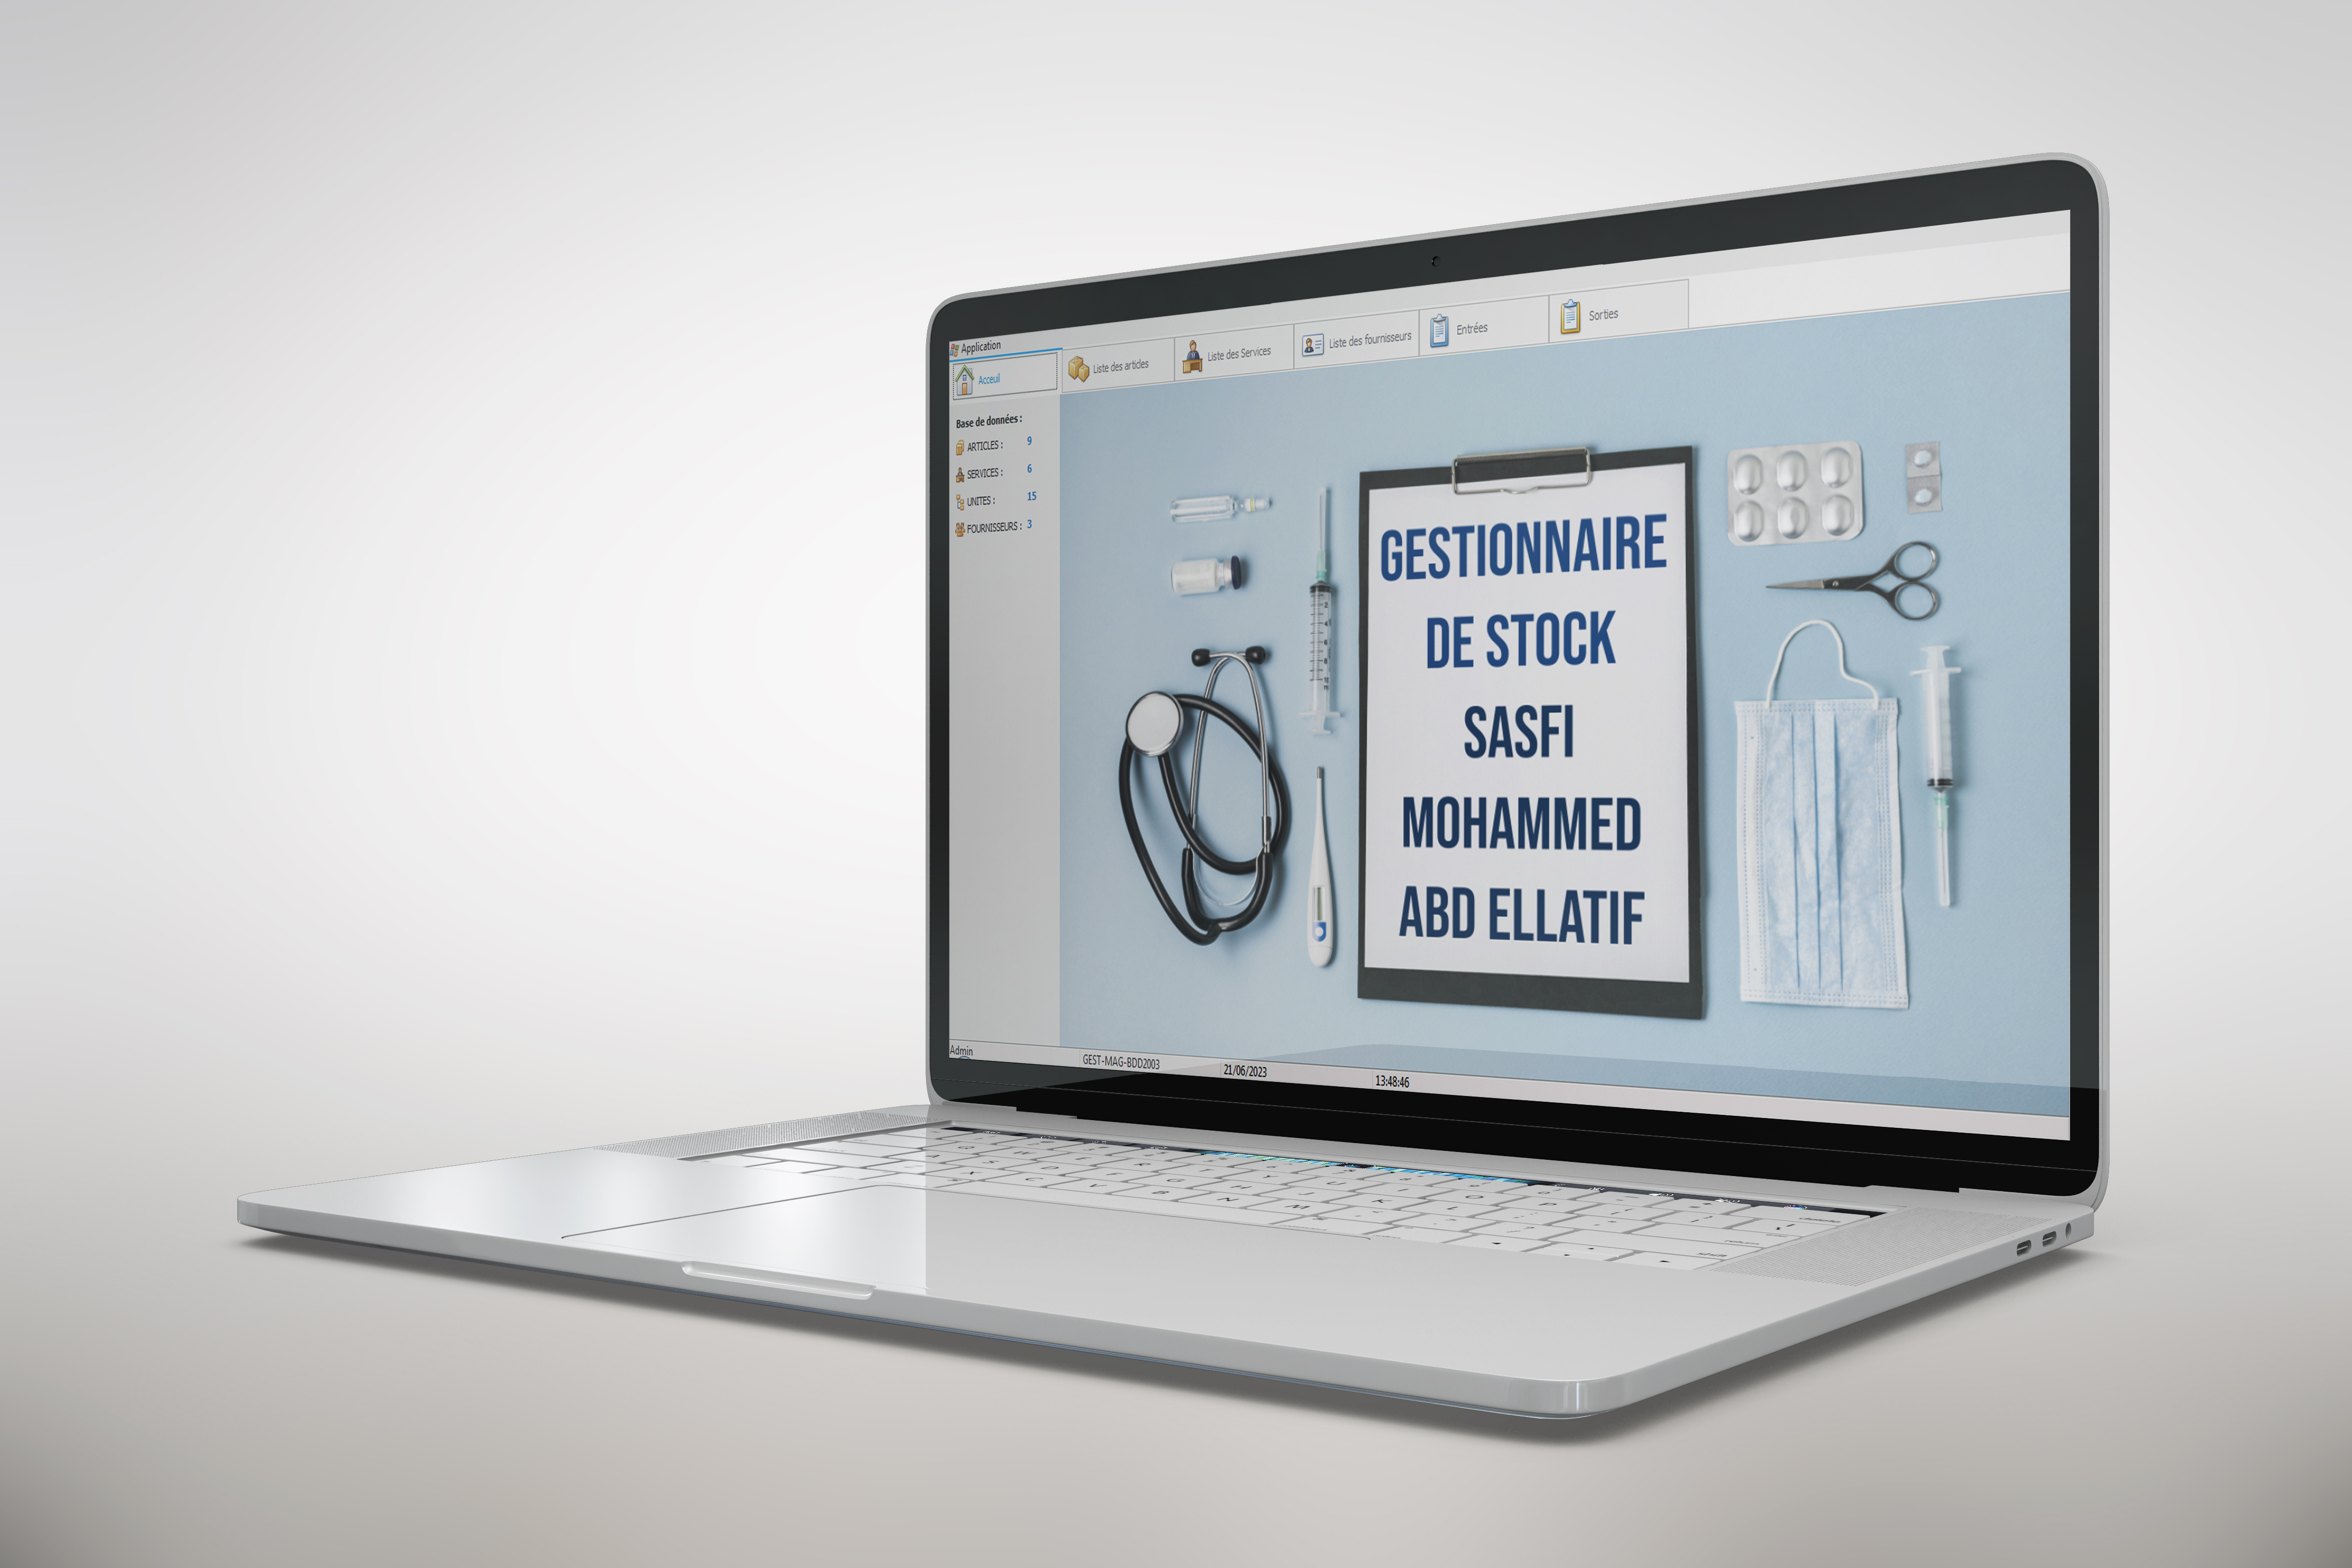 Application
Acceuil
Liste des articles
Liste des Services
Liste des fournisseurs
Entrées
Sorties
Base de données :
ARTICLES : 9
SERVICES : 6
UNITES : 15
FOURNISSEURS : 3
GESTIONNAIRE
DE STOCK
SASFI
MOHAMMED
ABD ELLATIF
Admin
GEST-MAG-BDD2003
21/06/2023
13:48:46